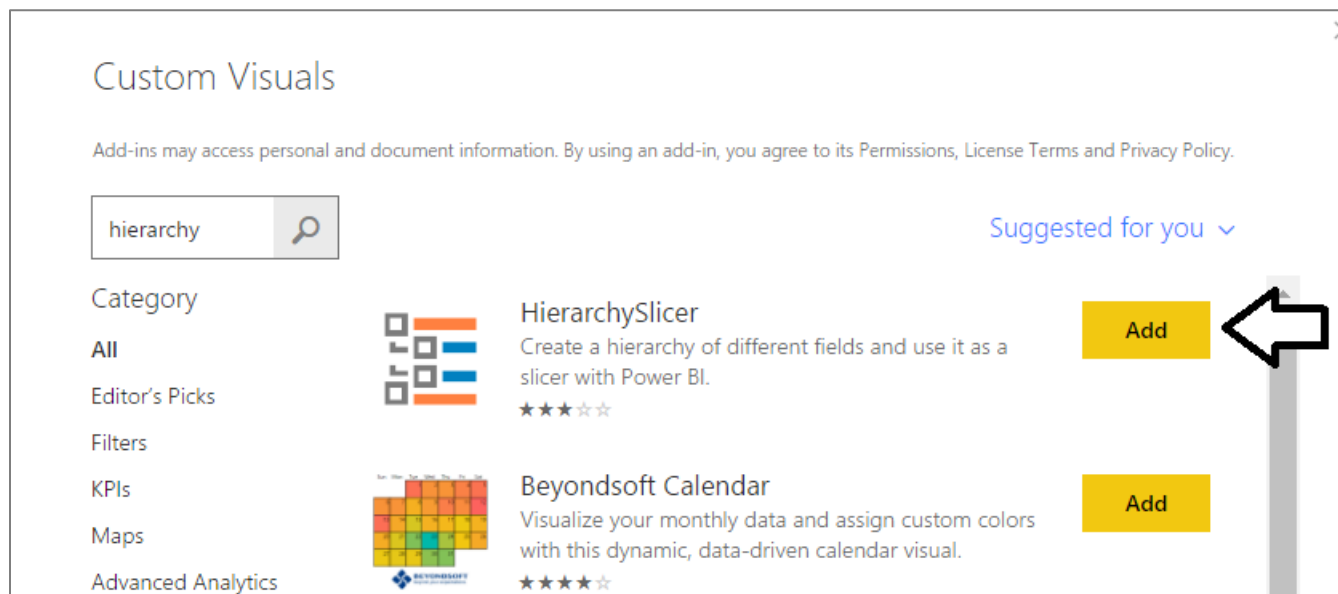 Custom Visuals
Add-ins may access personal and document information. By using an add-in, you agree to its Permissions, License Terms and Privacy Policy.
hierarchy
Suggested for you
Category
All
Editor's Picks
Filters
KPIs
Maps
Advanced Analytics
HierarchySlicer
Create a hierarchy of different fields and use it as a
slicer with Power BI.
Add
Beyondsoft Calendar
Visualize your monthly data and assign custom colors
with this dynamic, data-driven calendar visual.
Add
BEYONDSOFT